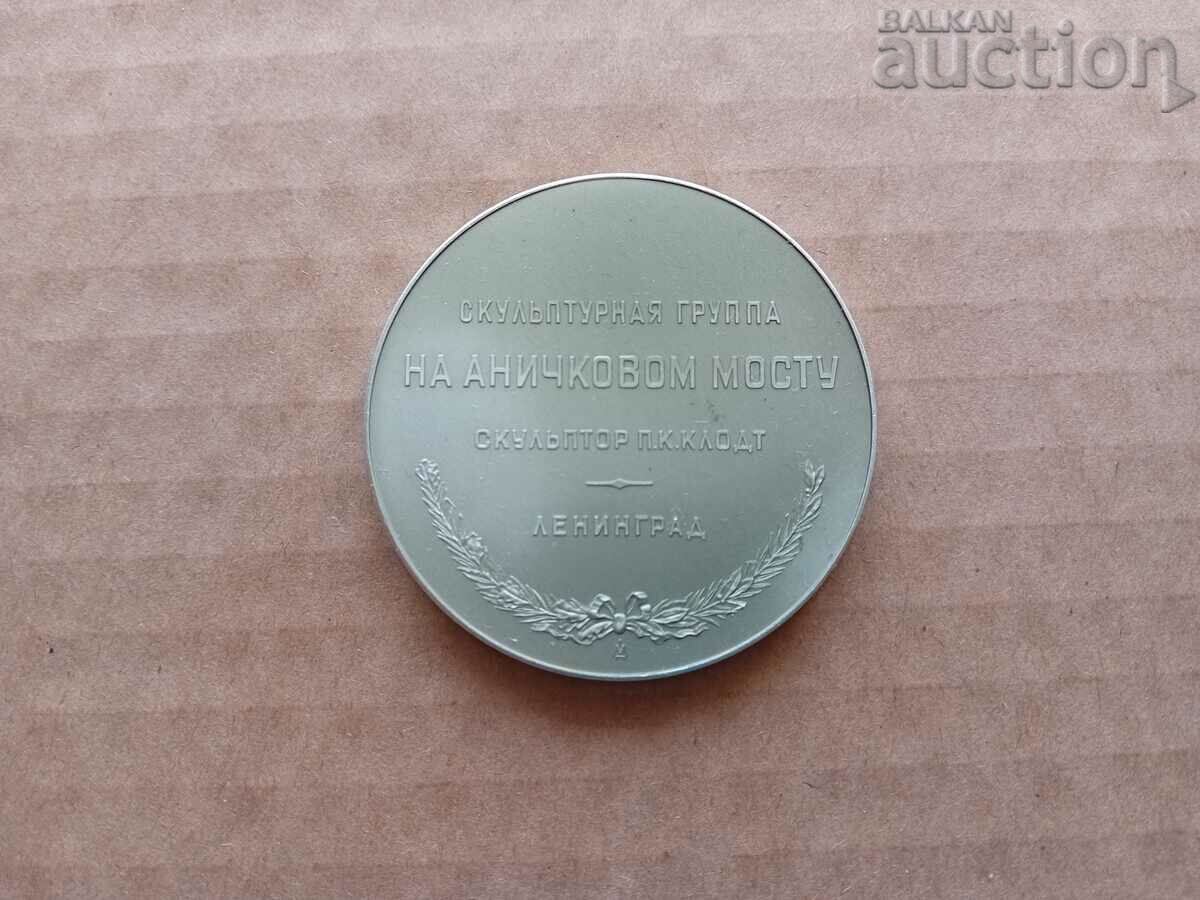 BALKAN
auction
СКУЛЬПТУРНАЯ ГРУППА
НА АНИЧКОВОМ МОСТУ
СКУЛЬПТОР П.К.КЛОДТ
ЛЕНИНГРАД